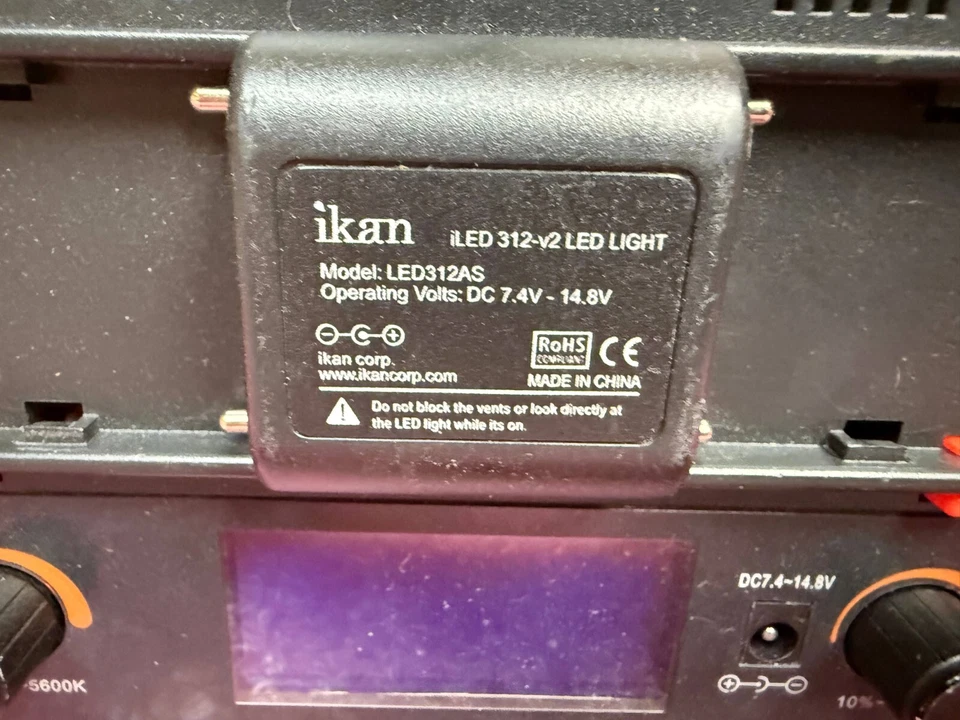 ikan iLED 312-v2 LED LIGHT
Model: LED312AS
Operating Volts: DC 7.4V - 14.8V
ikan corp.
www.ikancorp.com
RoHS
COMPLIANT
CE
MADE IN CHINA
Do not block the vents or look directly at
the LED light while its on.
DC7.4~14.8V
-5600K
10%-